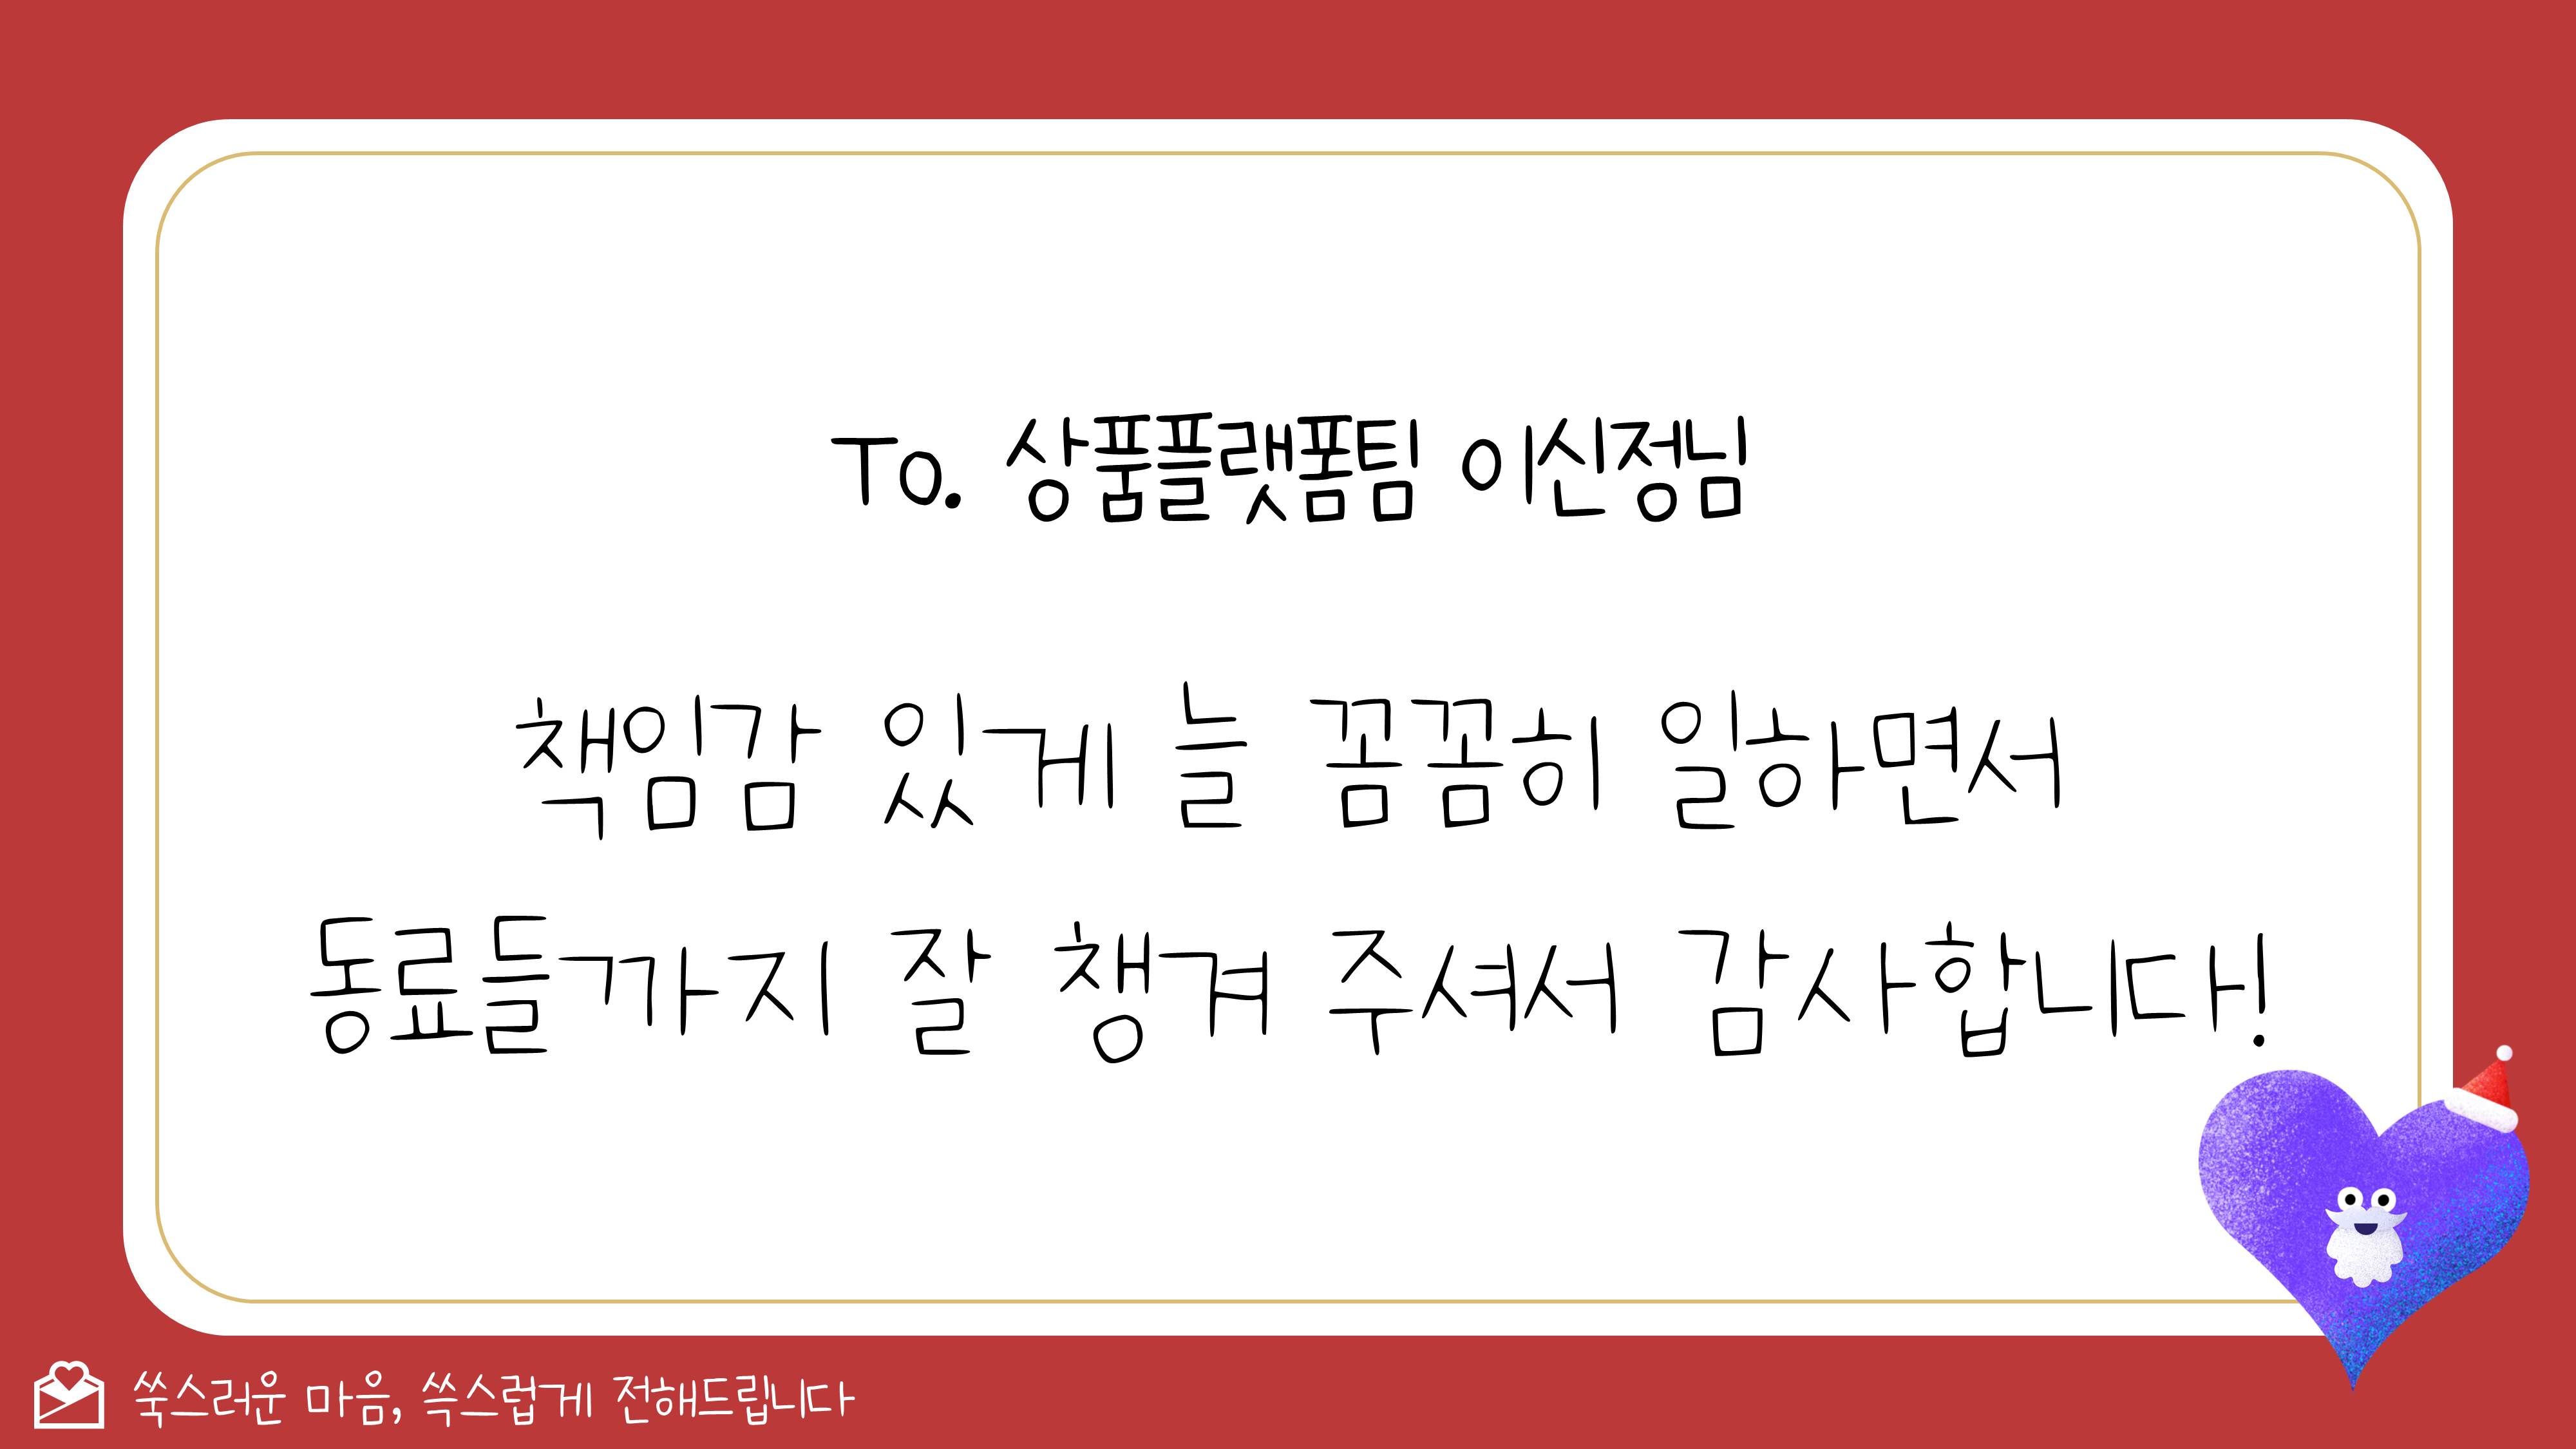 To. 상품플랫폼팀 이신정님
책임감 있게 늘 꼼꼼히 일하면서
동료들까지 잘 챙겨 주셔서 감사합니다!
쑥스러운 마음, 쓱스럽게 전해드립니다